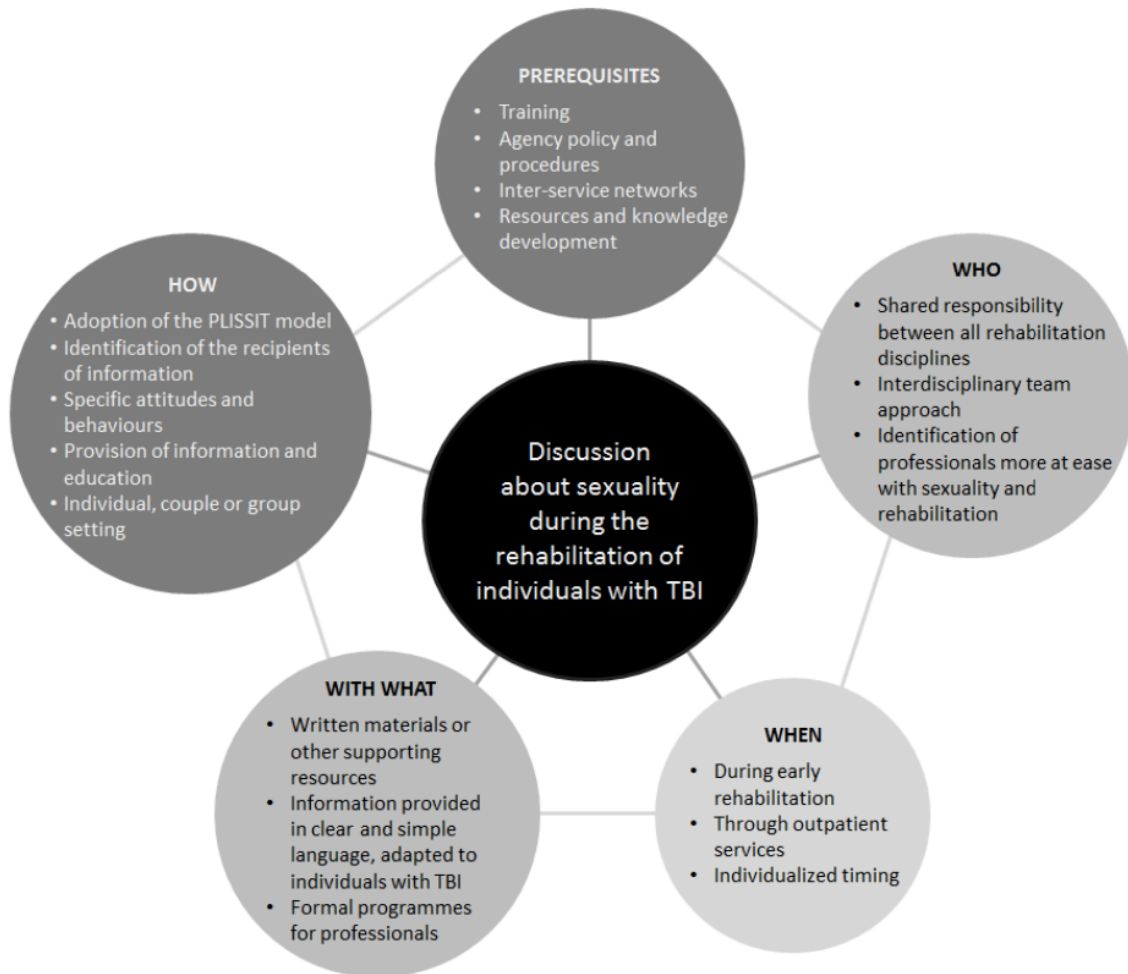 PREREQUISITES
• Training
• Agency policy and
procedures
• Inter-service networks
• Resources and knowledge
development
WHO
• Shared responsibility
between all rehabilitation
disciplines
• Interdisciplinary team
approach
• Identification of
professionals more at ease
with sexuality and
rehabilitation
HOW
• Adoption of the PLISSIT model
• Identification of the recipients
of information
• Specific attitudes and
behaviours
• Provision of information and
education
• Individual, couple or group
setting
Discussion
about sexuality
during the
rehabilitation of
individuals with TBI
WITH WHAT
• Written materials or
other supporting
resources
• Information provided
in clear and simple
language, adapted to
individuals with TBI
• Formal programmes
for professionals
WHEN
• During early
rehabilitation
• Through outpatient
services
• Individualized timing